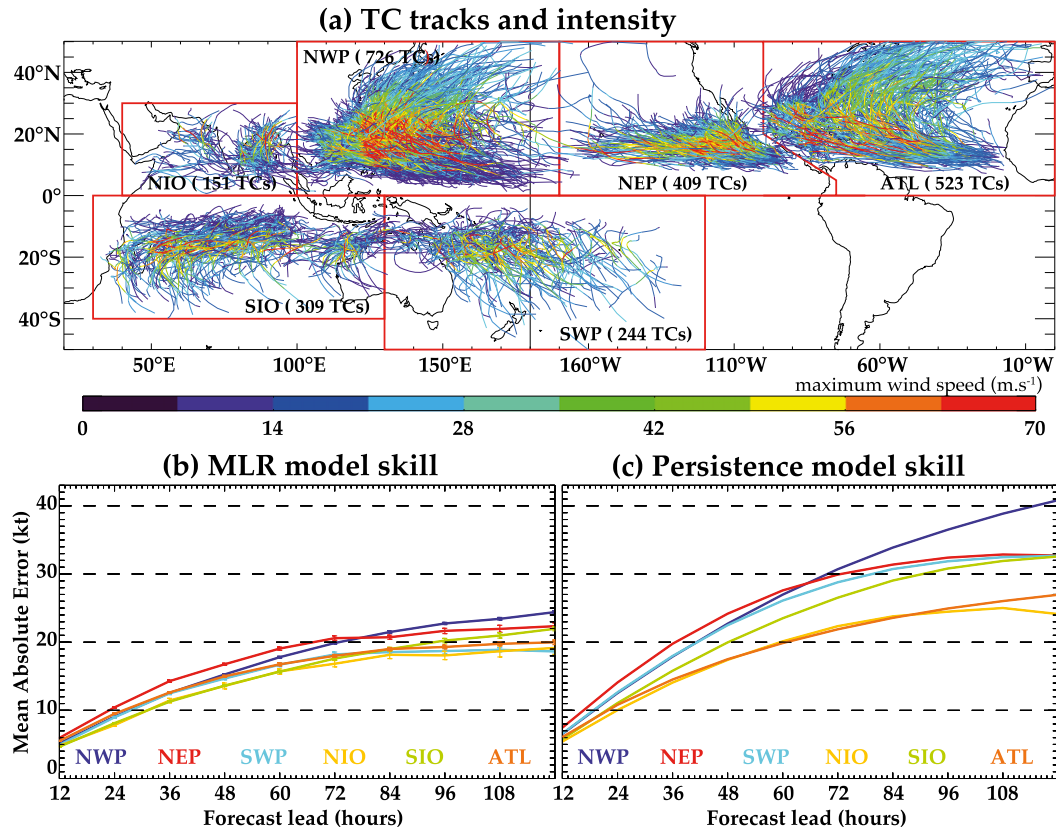 (a) TC tracks and intensity
40°N
20°N
0°
20°S
40°S
NWP ( 726 TCs)
NIO ( 151 TCs)
NEP ( 409 TCs)
ATL ( 523 TCs)
SIO ( 309 TCs)
SWP ( 244 TCs)
50°E 100°E 150°E 160°W 110°W 60°W 10°W
maximum wind speed (m.s-1)
0 14 28 42 56 70
(b) MLR model skill
Mean Absolute Error (kt)
40
30
20
10
0
NWP NEP SWP NIO SIO ATL
12 24 36 48 60 72 84 96 108
Forecast lead (hours)
(c) Persistence model skill
40
30
20
10
0
NWP NEP SWP NIO SIO ATL
12 24 36 48 60 72 84 96 108
Forecast lead (hours)